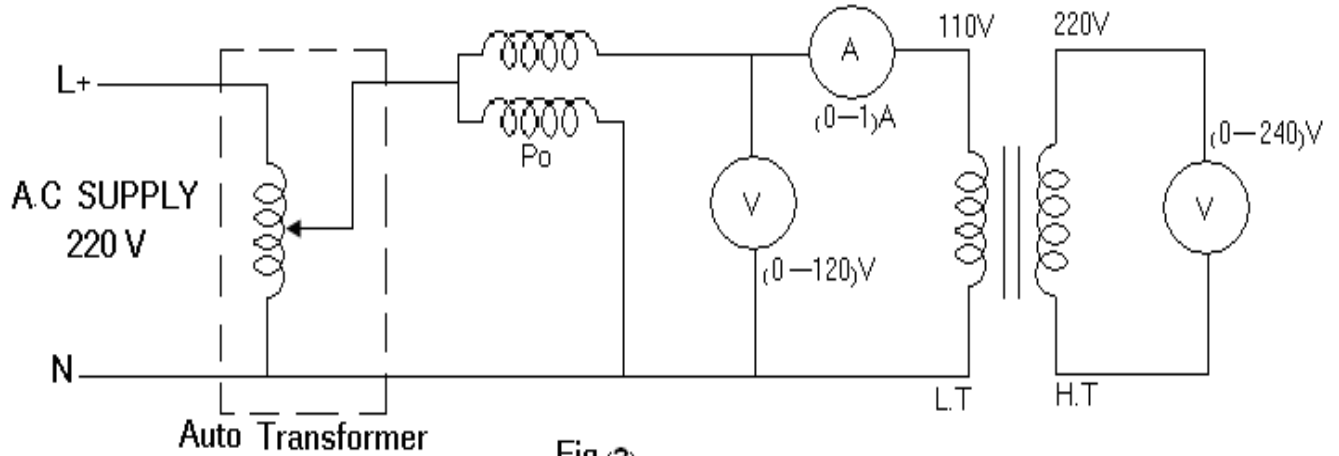 L+
A.C SUPPLY
220 V
N
Auto Transformer
Po
A
(0-1)A
V
(0-120)V
110V
220V
(0-240)V
V
L.T
H.T